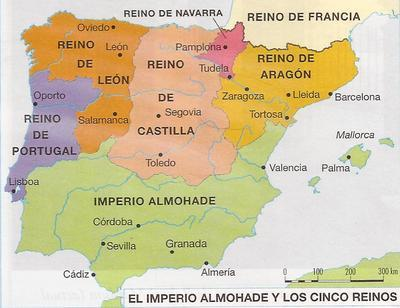 REINO DE NAVARRA
REINO DE FRANCIA
Oviedo
León
Pamplona
REINO
DE
LEÓN
REINO
DE
CASTILLA
Tudela
REINO DE
ARAGÓN
Oporto
Zaragoza
Lleida
Barcelona
Salamanca
Segovia
Tortosa
REINO
DE
PORTUGAL
Toledo
Mallorca
Palma
Valencia
Lisboa
IMPERIO ALMOHADE
Córdoba
Sevilla
Granada
Cádiz
Almería
0 100 200 300
km
EL IMPERIO ALMOHADE Y LOS CINCO REINOS